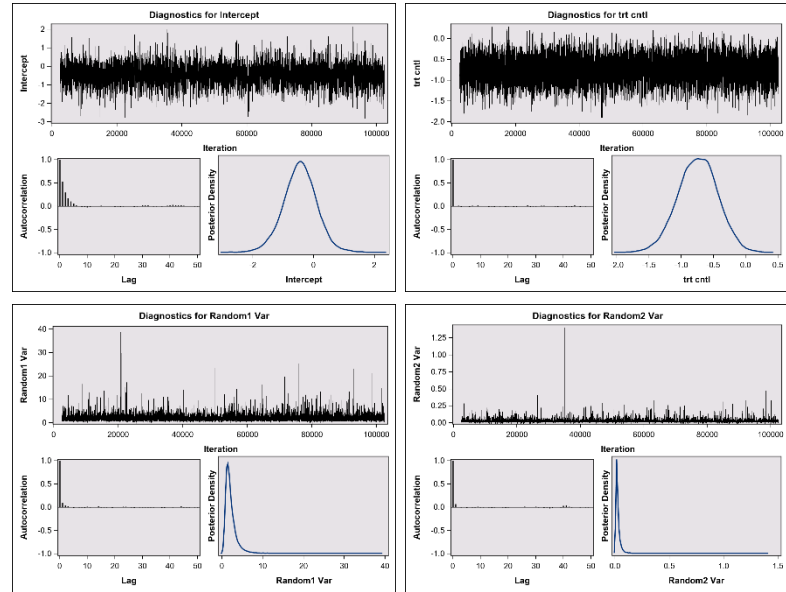 Diagnostics for Intercept
Intercept
2
1
0
-1
-2
-3
20000 40000 60000 80000 100000
Iteration
Autocorrelation
1.0
0.5
0.0
-0.5
-1.0
0 10 20 30 40 50
Lag
Posterior Density
2 0 2
Intercept
Diagnostics for trt cntl
trt cntl
0.0
-0.5
-1.0
-1.5
-2.0
0 20000 40000 60000 80000 100000
Iteration
Autocorrelation
1.0
0.5
0.0
-0.5
-1.0
0 10 20 30 40 50
Lag
Posterior Density
2.0 1.5 1.0 0.5 0.0 0.5
trt cntl
Diagnostics for Random1 Var
Random1 Var
40
30
20
10
0
0 20000 40000 60000 80000 100000
Iteration
Autocorrelation
1.0
0.5
0.0
-0.5
-1.0
0 10 20 30 40 50
Lag
Posterior Density
0 10 20 30 40
Random1 Var
Diagnostics for Random2 Var
Random2 Var
1.25
1.00
0.75
0.50
0.25
0.00
0 20000 40000 60000 80000 100000
Iteration
Autocorrelation
1.0
0.5
0.0
-0.5
-1.0
0 10 20 30 40 50
Lag
Posterior Density
0.0 0.5 1.0 1.5
Random2 Var